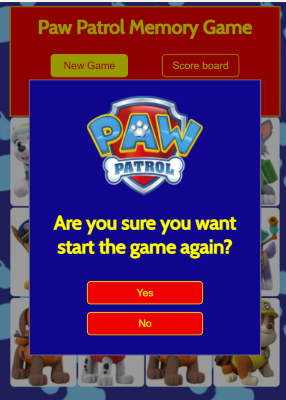 Paw Patrol Memory Game
New Game
Score board
PAW
PATROL
Are you sure you want
start the game again?
Yes
No